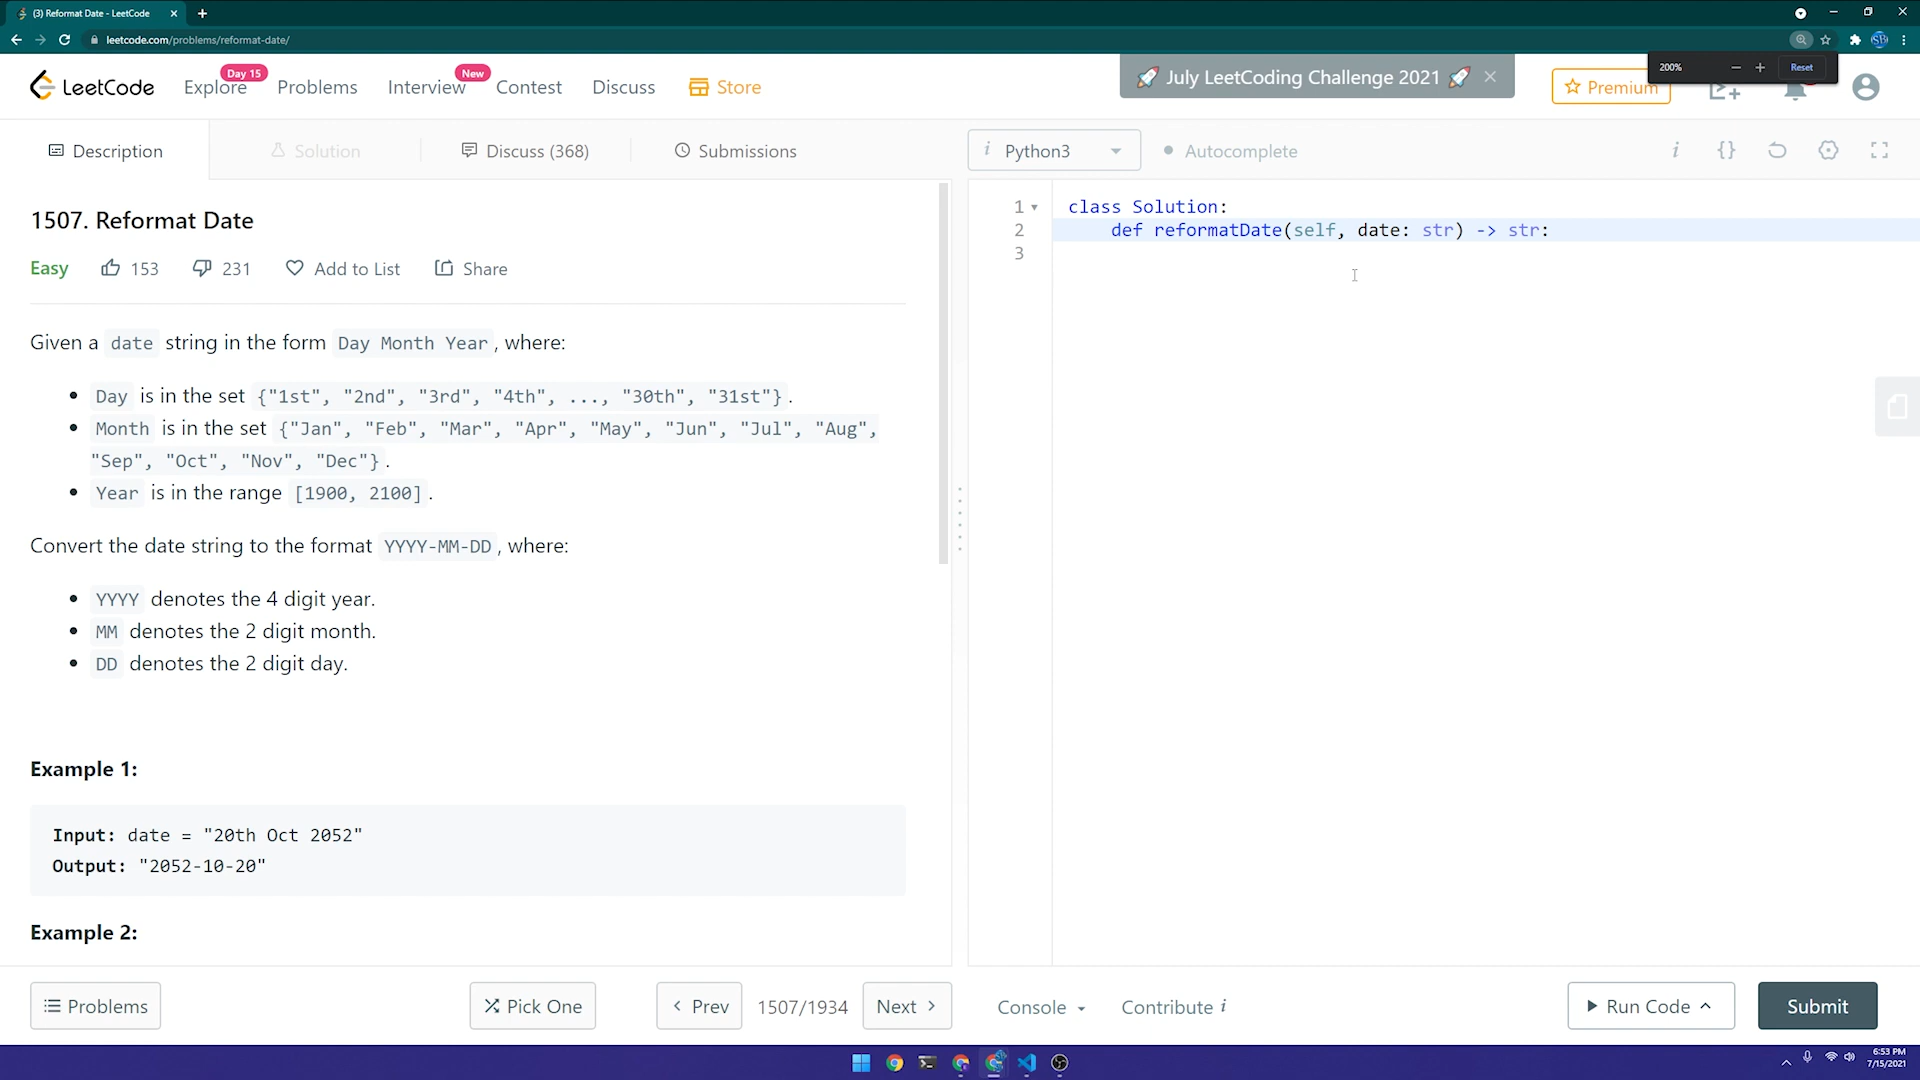 (3) Reformat Date - LeetCode
leetcode.com/problems/reformat-date/
200%
Reset
LeetCode
Explore
Day 15
Problems
Interview
New
Contest
Discuss
Store
July LeetCoding Challenge 2021
Premium
Description
Solution
Discuss (368)
Submissions
Python3
Autocomplete
1507. Reformat Date
Easy 153 231 Add to List Share
Given a date string in the form Day Month Year, where:
Day is in the set {"1st", "2nd", "3rd", "4th", ..., "30th", "31st"}.
Month is in the set {"Jan", "Feb", "Mar", "Apr", "May", "Jun", "Jul", "Aug",
"Sep", "Oct", "Nov", "Dec"}.
Year is in the range [1900, 2100].
Convert the date string to the format YYYY-MM-DD, where:
YYYY denotes the 4 digit year.
MM denotes the 2 digit month.
DD denotes the 2 digit day.
Example 1:
Input: date = "20th Oct 2052"
Output: "2052-10-20"
Example 2:
1 class Solution:
2 def reformatDate(self, date: str) -> str:
3
Problems
Pick One
Prev
1507/1934
Next
Console
Contribute i
Run Code
Submit
6:53 PM
7/15/2021